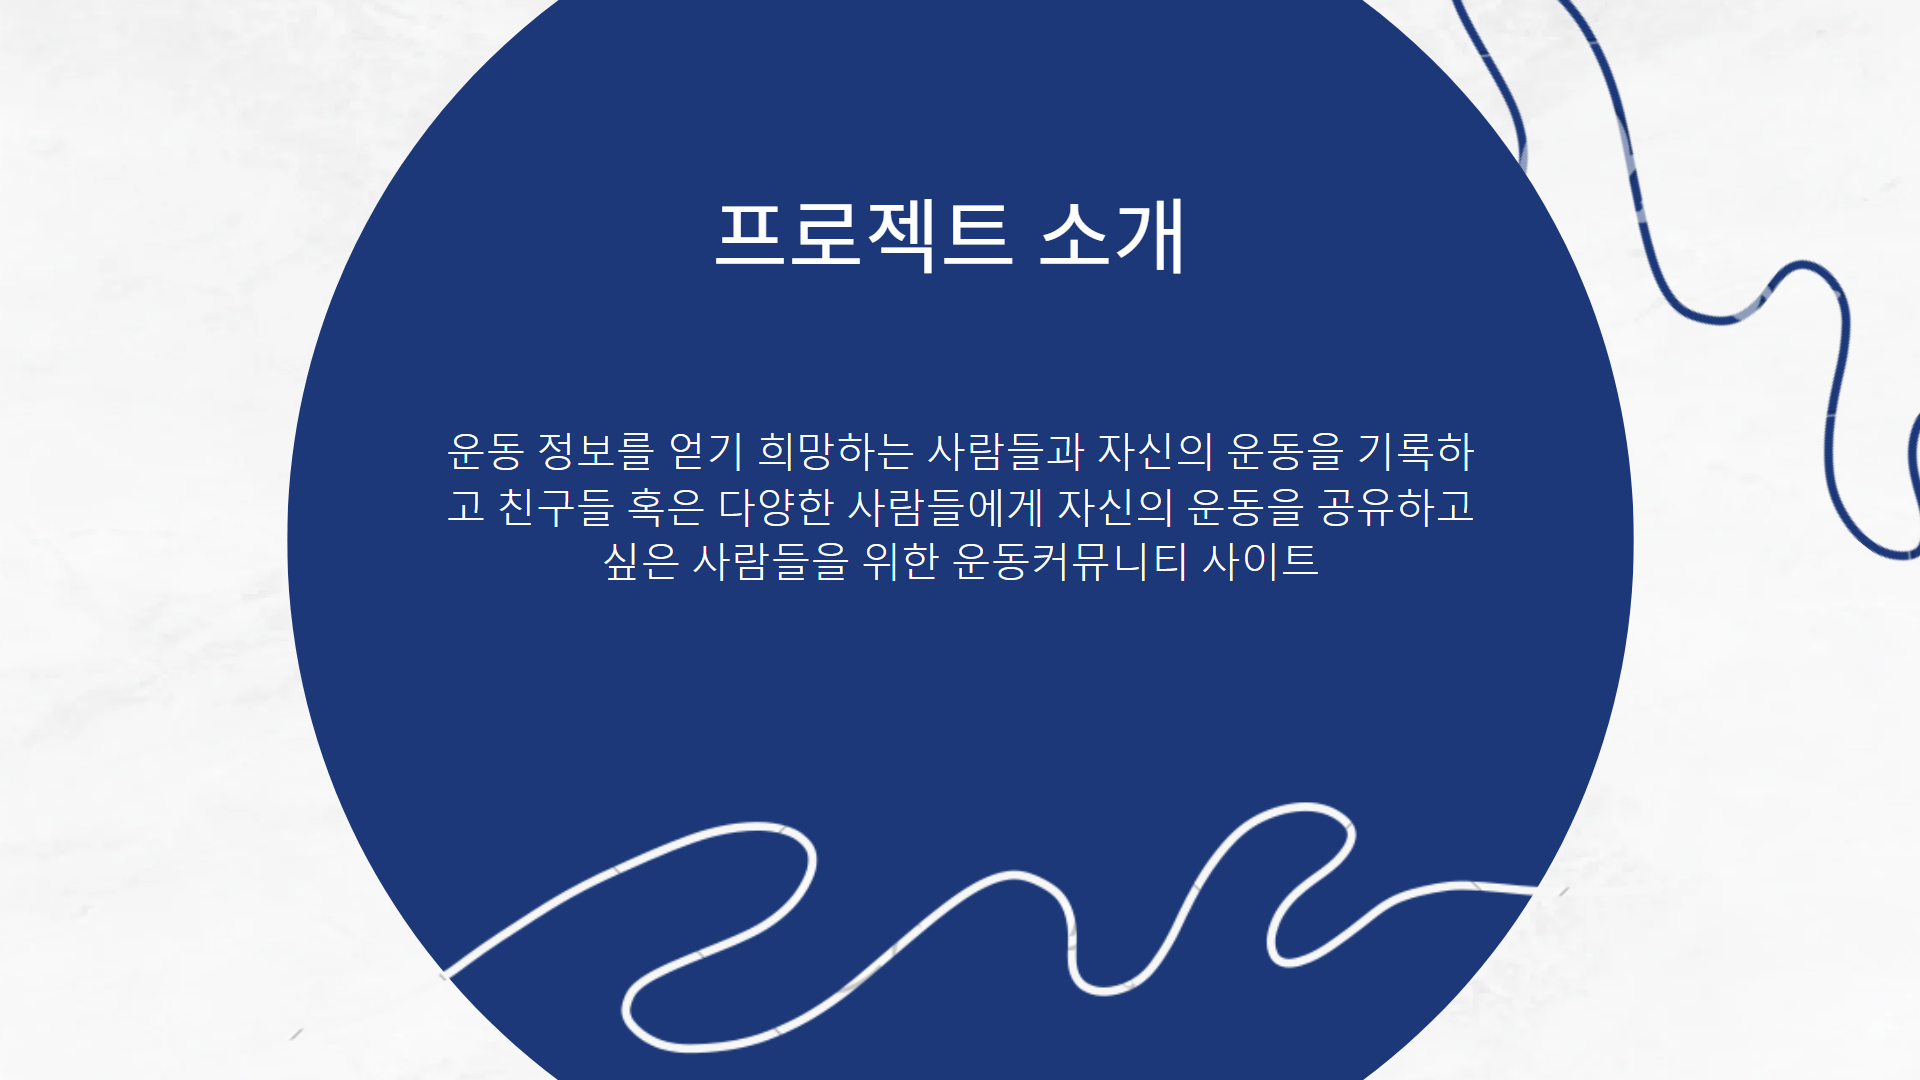 프로젝트 소개
운동 정보를 얻기 희망하는 사람들과 자신의 운동을 기록하
고 친구들 혹은 다양한 사람들에게 자신의 운동을 공유하고
싶은 사람들을 위한 운동커뮤니티 사이트